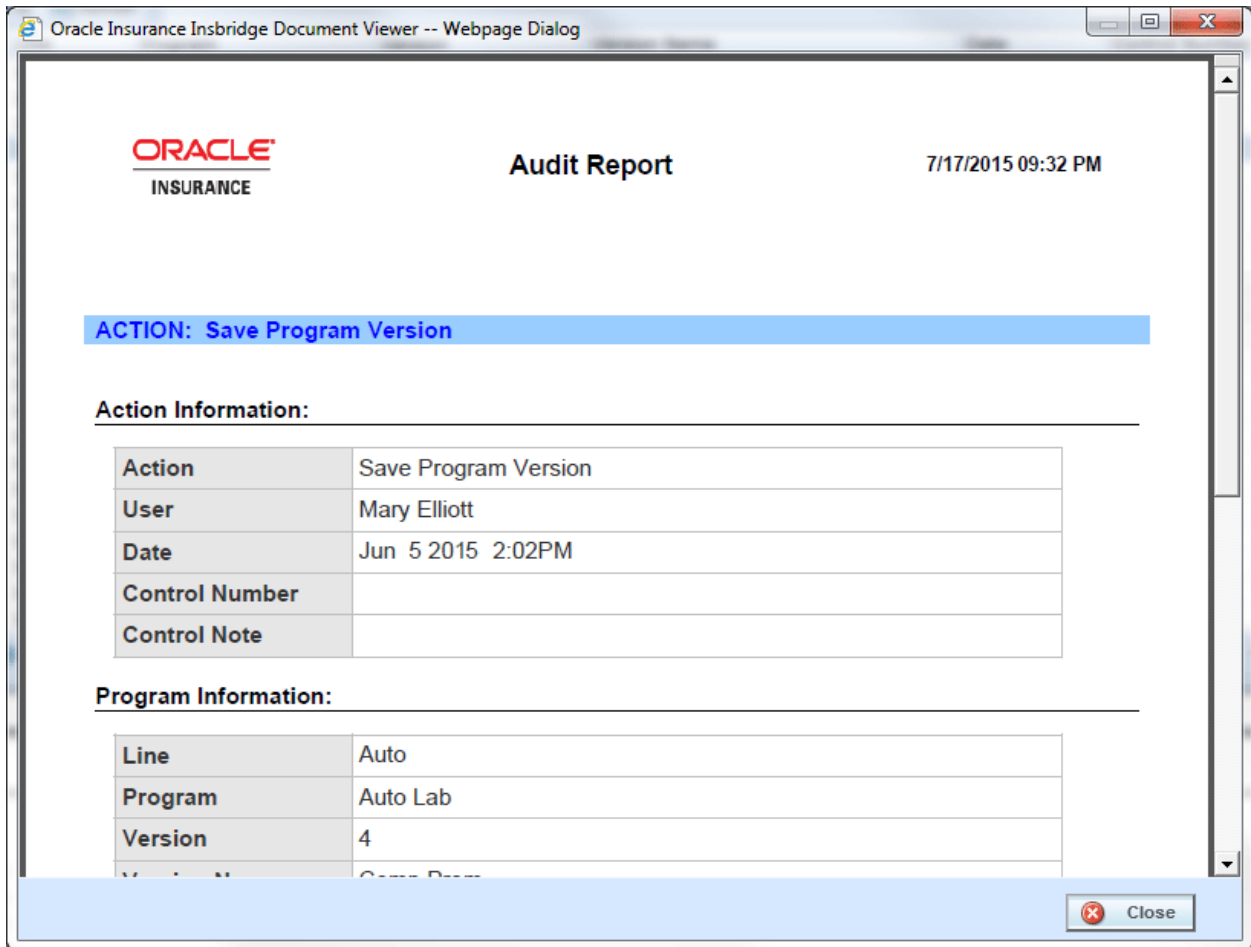 Oracle Insurance Insbridge Document Viewer -- Webpage Dialog
ORACLE
INSURANCE
Audit Report
7/17/2015 09:32 PM
ACTION: Save Program Version
Action Information:
Action Save Program Version
User Mary Elliott
Date Jun 5 2015 2:02PM
Control Number
Control Note
Program Information:
Line Auto
Program Auto Lab
Version 4
Close